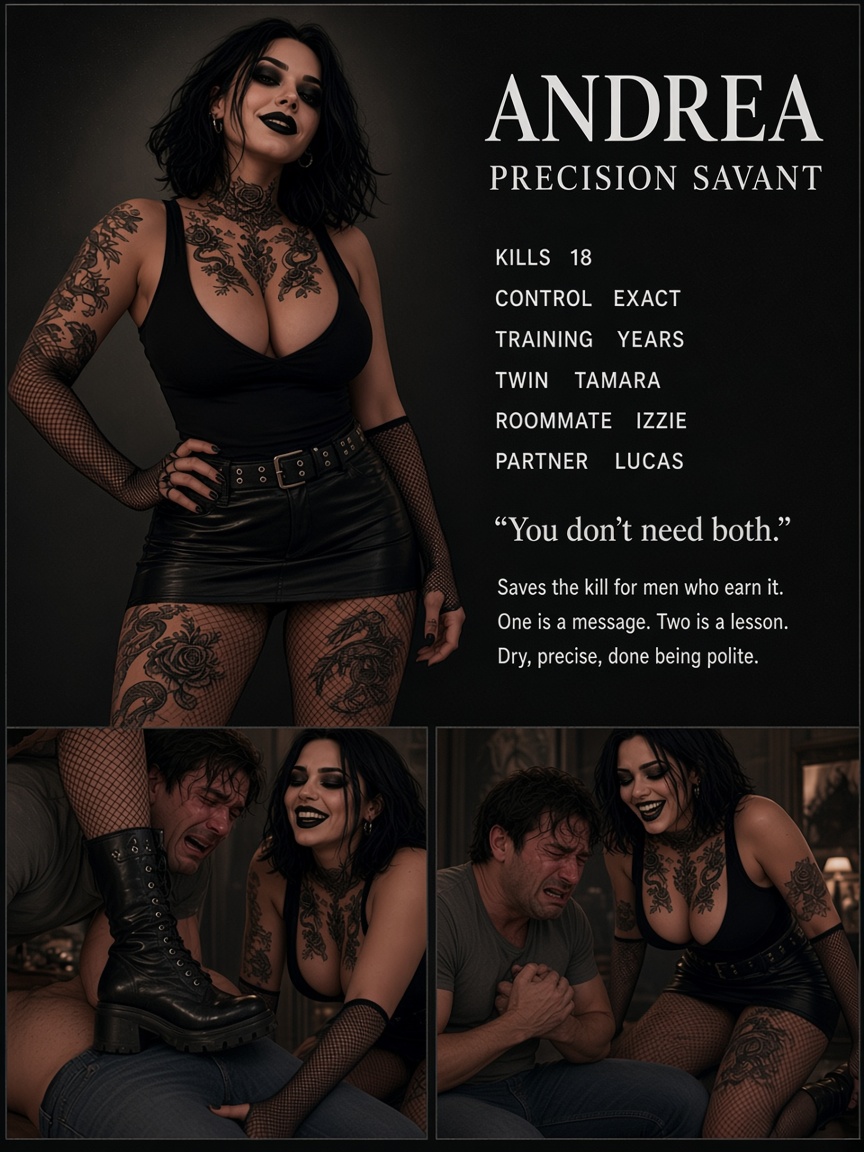 ANDREA
PRECISION SAVANT
KILLS 18
CONTROL EXACT
TRAINING YEARS
TWIN TAMARA
ROOMMATE IZZIE
PARTNER LUCAS
“You don’t need both.”
Saves the kill for men who earn it.
One is a message. Two is a lesson.
Dry, precise, done being polite.